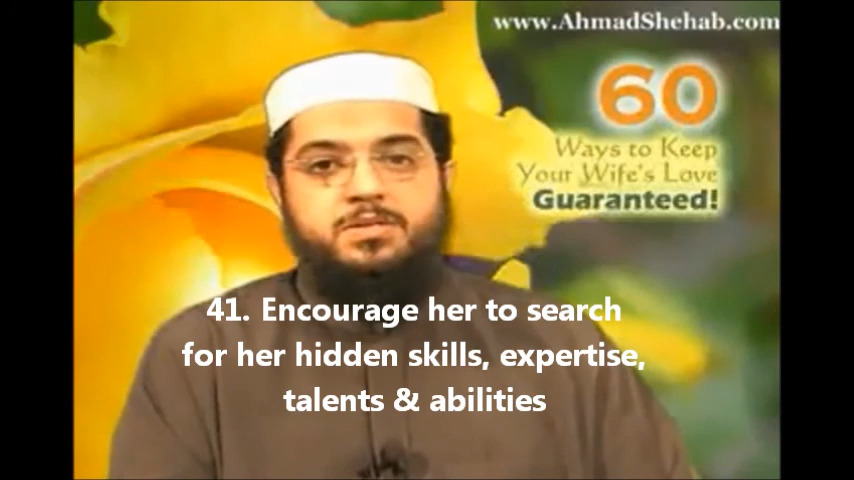 www.AhmadShehab.com
60
Ways to Keep
Your Wife's Love
Guaranteed!
41. Encourage her to search
for her hidden skills, expertise,
talents & abilities